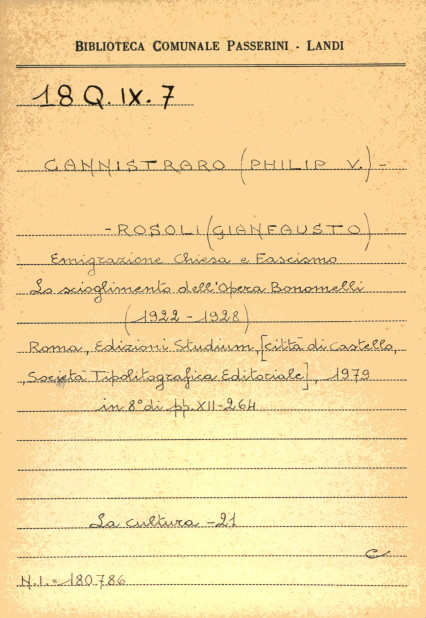 BIBLIOTECA COMUNALE PASSERINI - LANDI
18 Q. IX. 7
CANNISTRARO (PHILIP V.) -
- ROSOLI (GIANFAUSTO)
Emigrazione Chiesa e Fascismo
Lo scioglimento dell'Opera Bonomelli
(1922 - 1928)
Roma, Edizioni Studium, [città di Castello,
Società Tipolitografica Editoriale], 1979
in 8° di pp. XII-264
La cultura - 21
C
N.I. = 180786